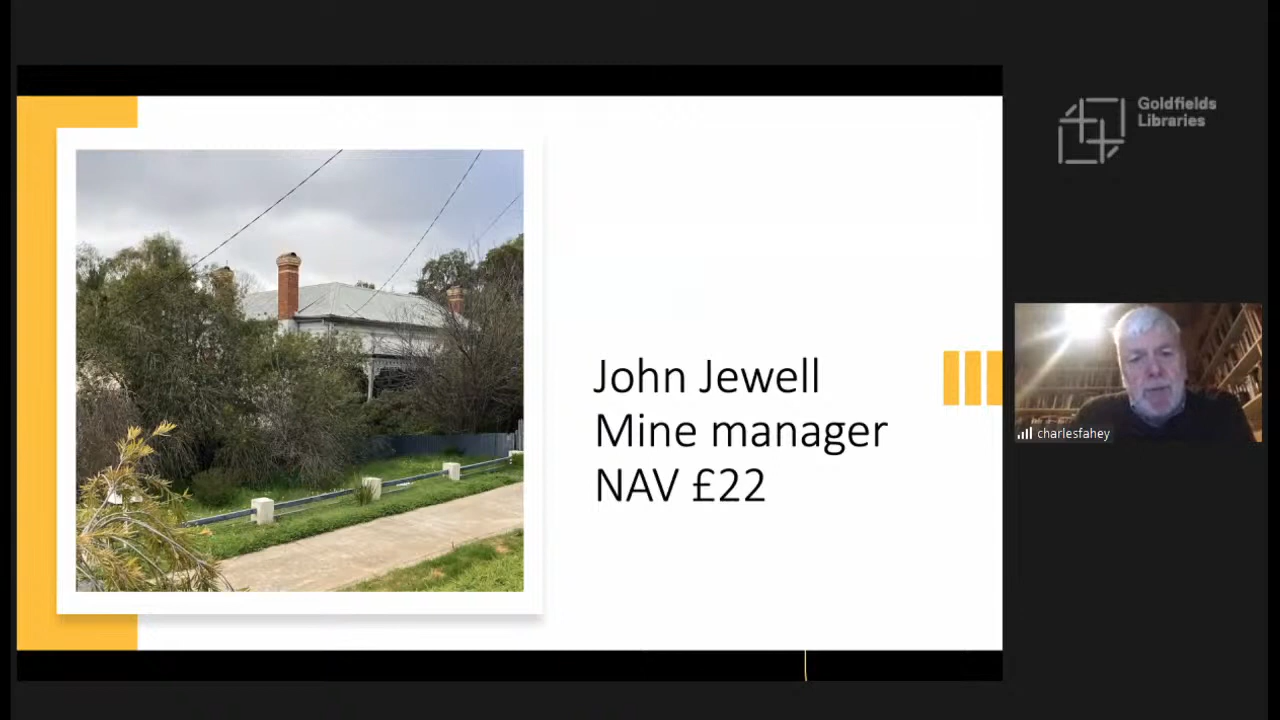 Goldfields
Libraries
John Jewell
Mine manager
NAV £22
charlesfahey